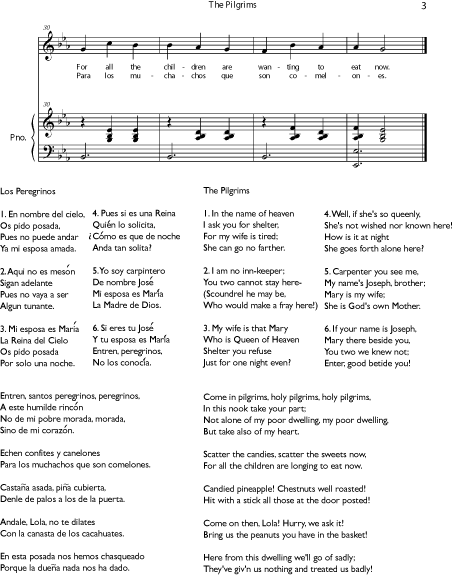 The Pilgrims
3
30
For all the chil - dren are wan - ting to eat now.
Para los mu - cha - chos que son co - mel - on - es.
30
Pno.
Los Peregrinos
1. En nombre del cielo,
Os pido posada,
Pues no puede andar
Ya mi esposa amada.
2. Aquí no es mesón
Sigan adelante
Pues no vaya a ser
Algun tunante.
3. Mi esposa es María
La Reina del Cielo
Os pido posada
Por solo una noche.
4. Pues si es una Reina
Quién lo solicita,
¿Cómo es que de noche
Anda tan solita?
5. Yo soy carpintero
De nombre José
Mi esposa es María
La Madre de Dios.
6. Si eres tu José
Y tu esposa es María
Entren, peregrinos,
No los conocía.
The Pilgrims
1. In the name of heaven
I ask you for shelter,
For my wife is tired;
She can go no farther.
2. I am no inn-keeper;
You two cannot stay here-
(Scoundrel he may be.
Who would make a fray here!)
3. My wife is that Mary
Who is Queen of Heaven
Shelter you refuse
Just for one night even?
4. Well, if she's so queenly,
She's not wished nor known here!
How is it at night
She goes forth alone here?
5. Carpenter you see me,
My name's Joseph, brother;
Mary is my wife;
She is God's own Mother.
6. If your name is Joseph,
Mary there beside you,
You two we knew not;
Enter, good betide you!
Entren, santos peregrinos, peregrinos,
A este humilde rincón
No de mi pobre morada, morada,
Sino de mi corazón.
Echen confites y canelones
Para los muchachos que son comelones.
Castaña asada, piña cubierta,
Denle de palos a los de la puerta.
Andale, Lola, no te dilates
Con la canasta de los cacahuates.
En esta posada nos hemos chasqueado
Porque la dueña nada nos ha dado.
Come in pilgrims, holy pilgrims, holy pilgrims,
In this nook take your part;
Not alone of my poor dwelling, my poor dwelling,
But take also of my heart.
Scatter the candies, scatter the sweets now,
For all the children are longing to eat now.
Candied pineapple! Chestnuts well roasted!
Hit with a stick all those at the door posted!
Come on then, Lola! Hurry, we ask it!
Bring us the peanuts you have in the basket!
Here from this dwelling we'll go of sadly;
They've giv'n us nothing and treated us badly!